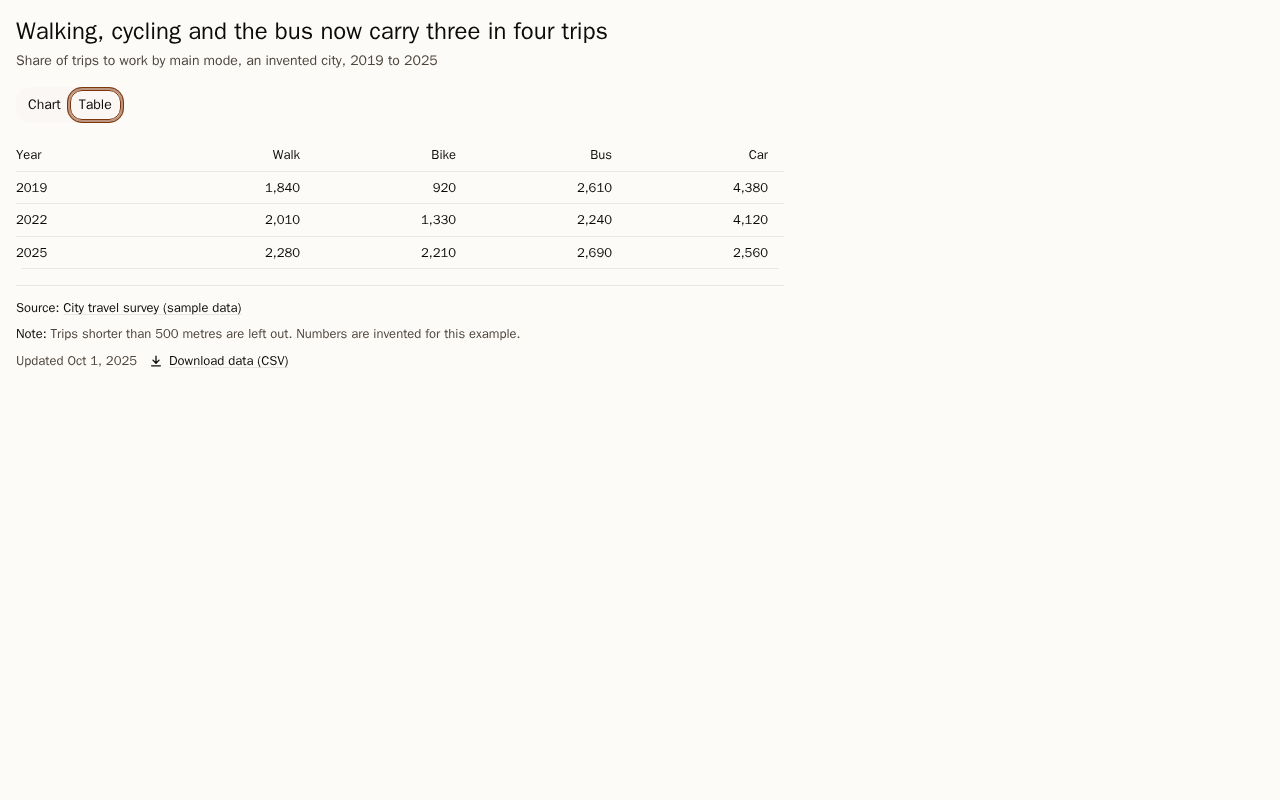 Walking, cycling and the bus now carry three in four trips
Share of trips to work by main mode, an invented city, 2019 to 2025
Chart Table
Year Walk Bike Bus Car
2019 1,840 920 2,610 4,380
2022 2,010 1,330 2,240 4,120
2025 2,280 2,210 2,690 2,560
Source: City travel survey (sample data)
Note: Trips shorter than 500 metres are left out. Numbers are invented for this example.
Updated Oct 1, 2025 Download data (CSV)